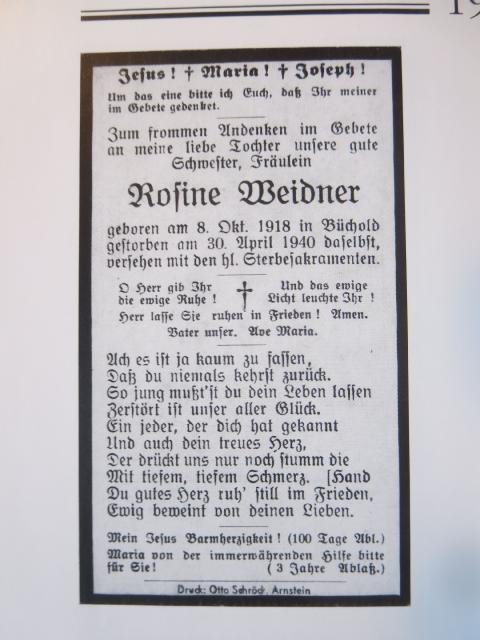 19
Jesus! † Maria! † Joseph!
Um das eine bitte ich Euch, daß Ihr meiner
im Gebete gedenket.
Zum frommen Andenken im Gebete
an meine liebe Tochter unsere gute
Schwester, Fräulein
Rosine Weidner
geboren am 8. Okt. 1918 in Büchold
gestorben am 30. April 1940 daselbst,
versehen mit den hl. Sterbesakramenten.
O Herr gib Ihr
die ewige Ruhe!
†
Und das ewige
Licht leuchte Ihr!
Herr lasse Sie ruhen in Frieden! Amen.
Vater unser. Ave Maria.
Ach es ist ja kaum zu fassen,
Daß du niemals kehrst zurück.
So jung mußt'st du dein Leben lassen
Zerstört ist unser aller Glück.
Ein jeder, der dich hat gekannt
Und auch dein treues Herz,
Der drückt uns nur noch stumm die
Mit tiefem, tiefem Schmerz. [Hand
Du gutes Herz ruh' still im Frieden,
Ewig beweint von deinen Lieben.
Mein Jesus Barmherzigkeit! (100 Tage Abl.)
Maria von der immerwährenden Hilfe bitte
für Sie! (3 Jahre Ablaß.)
Druck: Otto Schröck, Arnstein